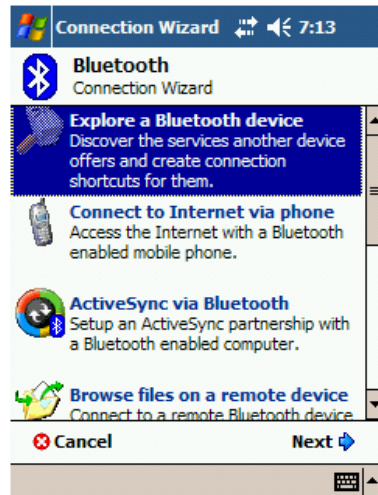 Connection Wizard 7:13
Bluetooth
Connection Wizard
Explore a Bluetooth device
Discover the services another device
offers and create connection
shortcuts for them.
Connect to Internet via phone
Access the Internet with a Bluetooth
enabled mobile phone.
ActiveSync via Bluetooth
Setup an ActiveSync partnership with
a Bluetooth enabled computer.
Browse files on a remote device
Connect to a remote Bluetooth device
Cancel Next